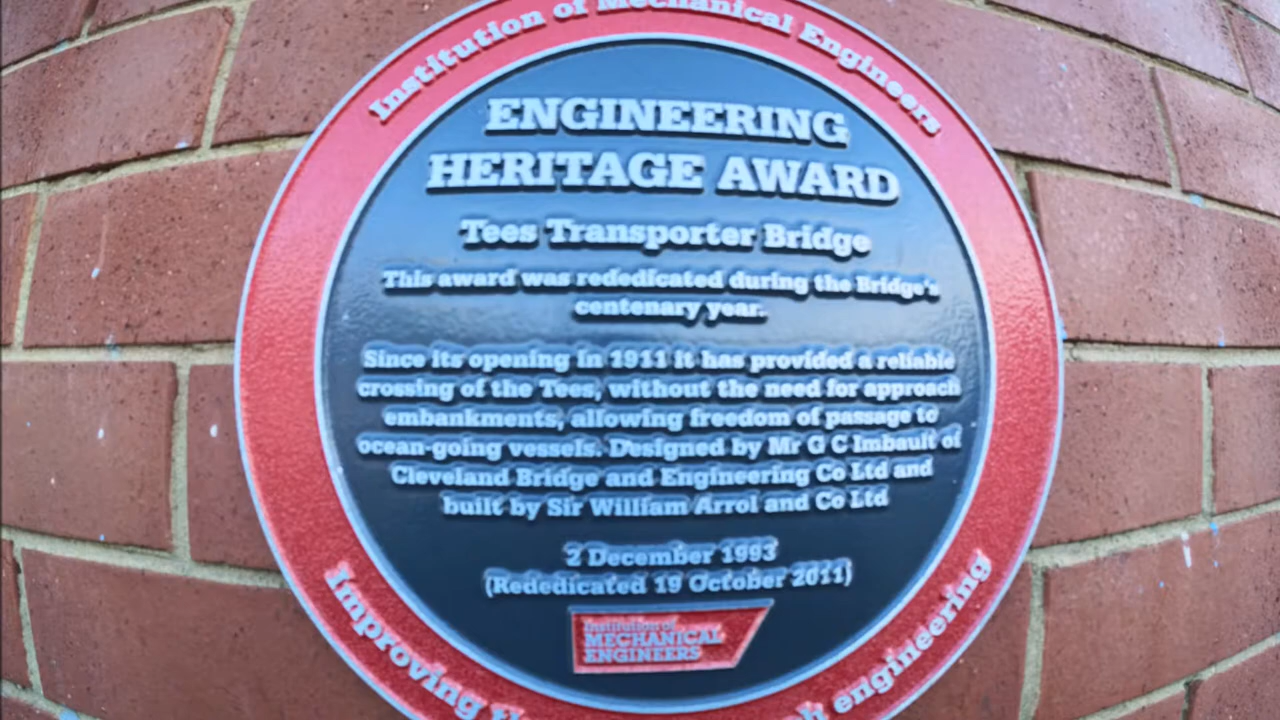 Institution of Mechanical Engineers
ENGINEERING
HERITAGE AWARD
Tees Transporter Bridge
This award was rededicated during the Bridge's
centenary year.
Since its opening in 1911 it has provided a reliable
crossing of the Tees, without the need for approach
embankments, allowing freedom of passage to
ocean-going vessels. Designed by Mr G C Imbault of
Cleveland Bridge and Engineering Co Ltd and
built by Sir William Arrol and Co Ltd
2 December 1993
(Rededicated 19 October 2011)
Institution of
MECHANICAL
ENGINEERS
Improving engineering